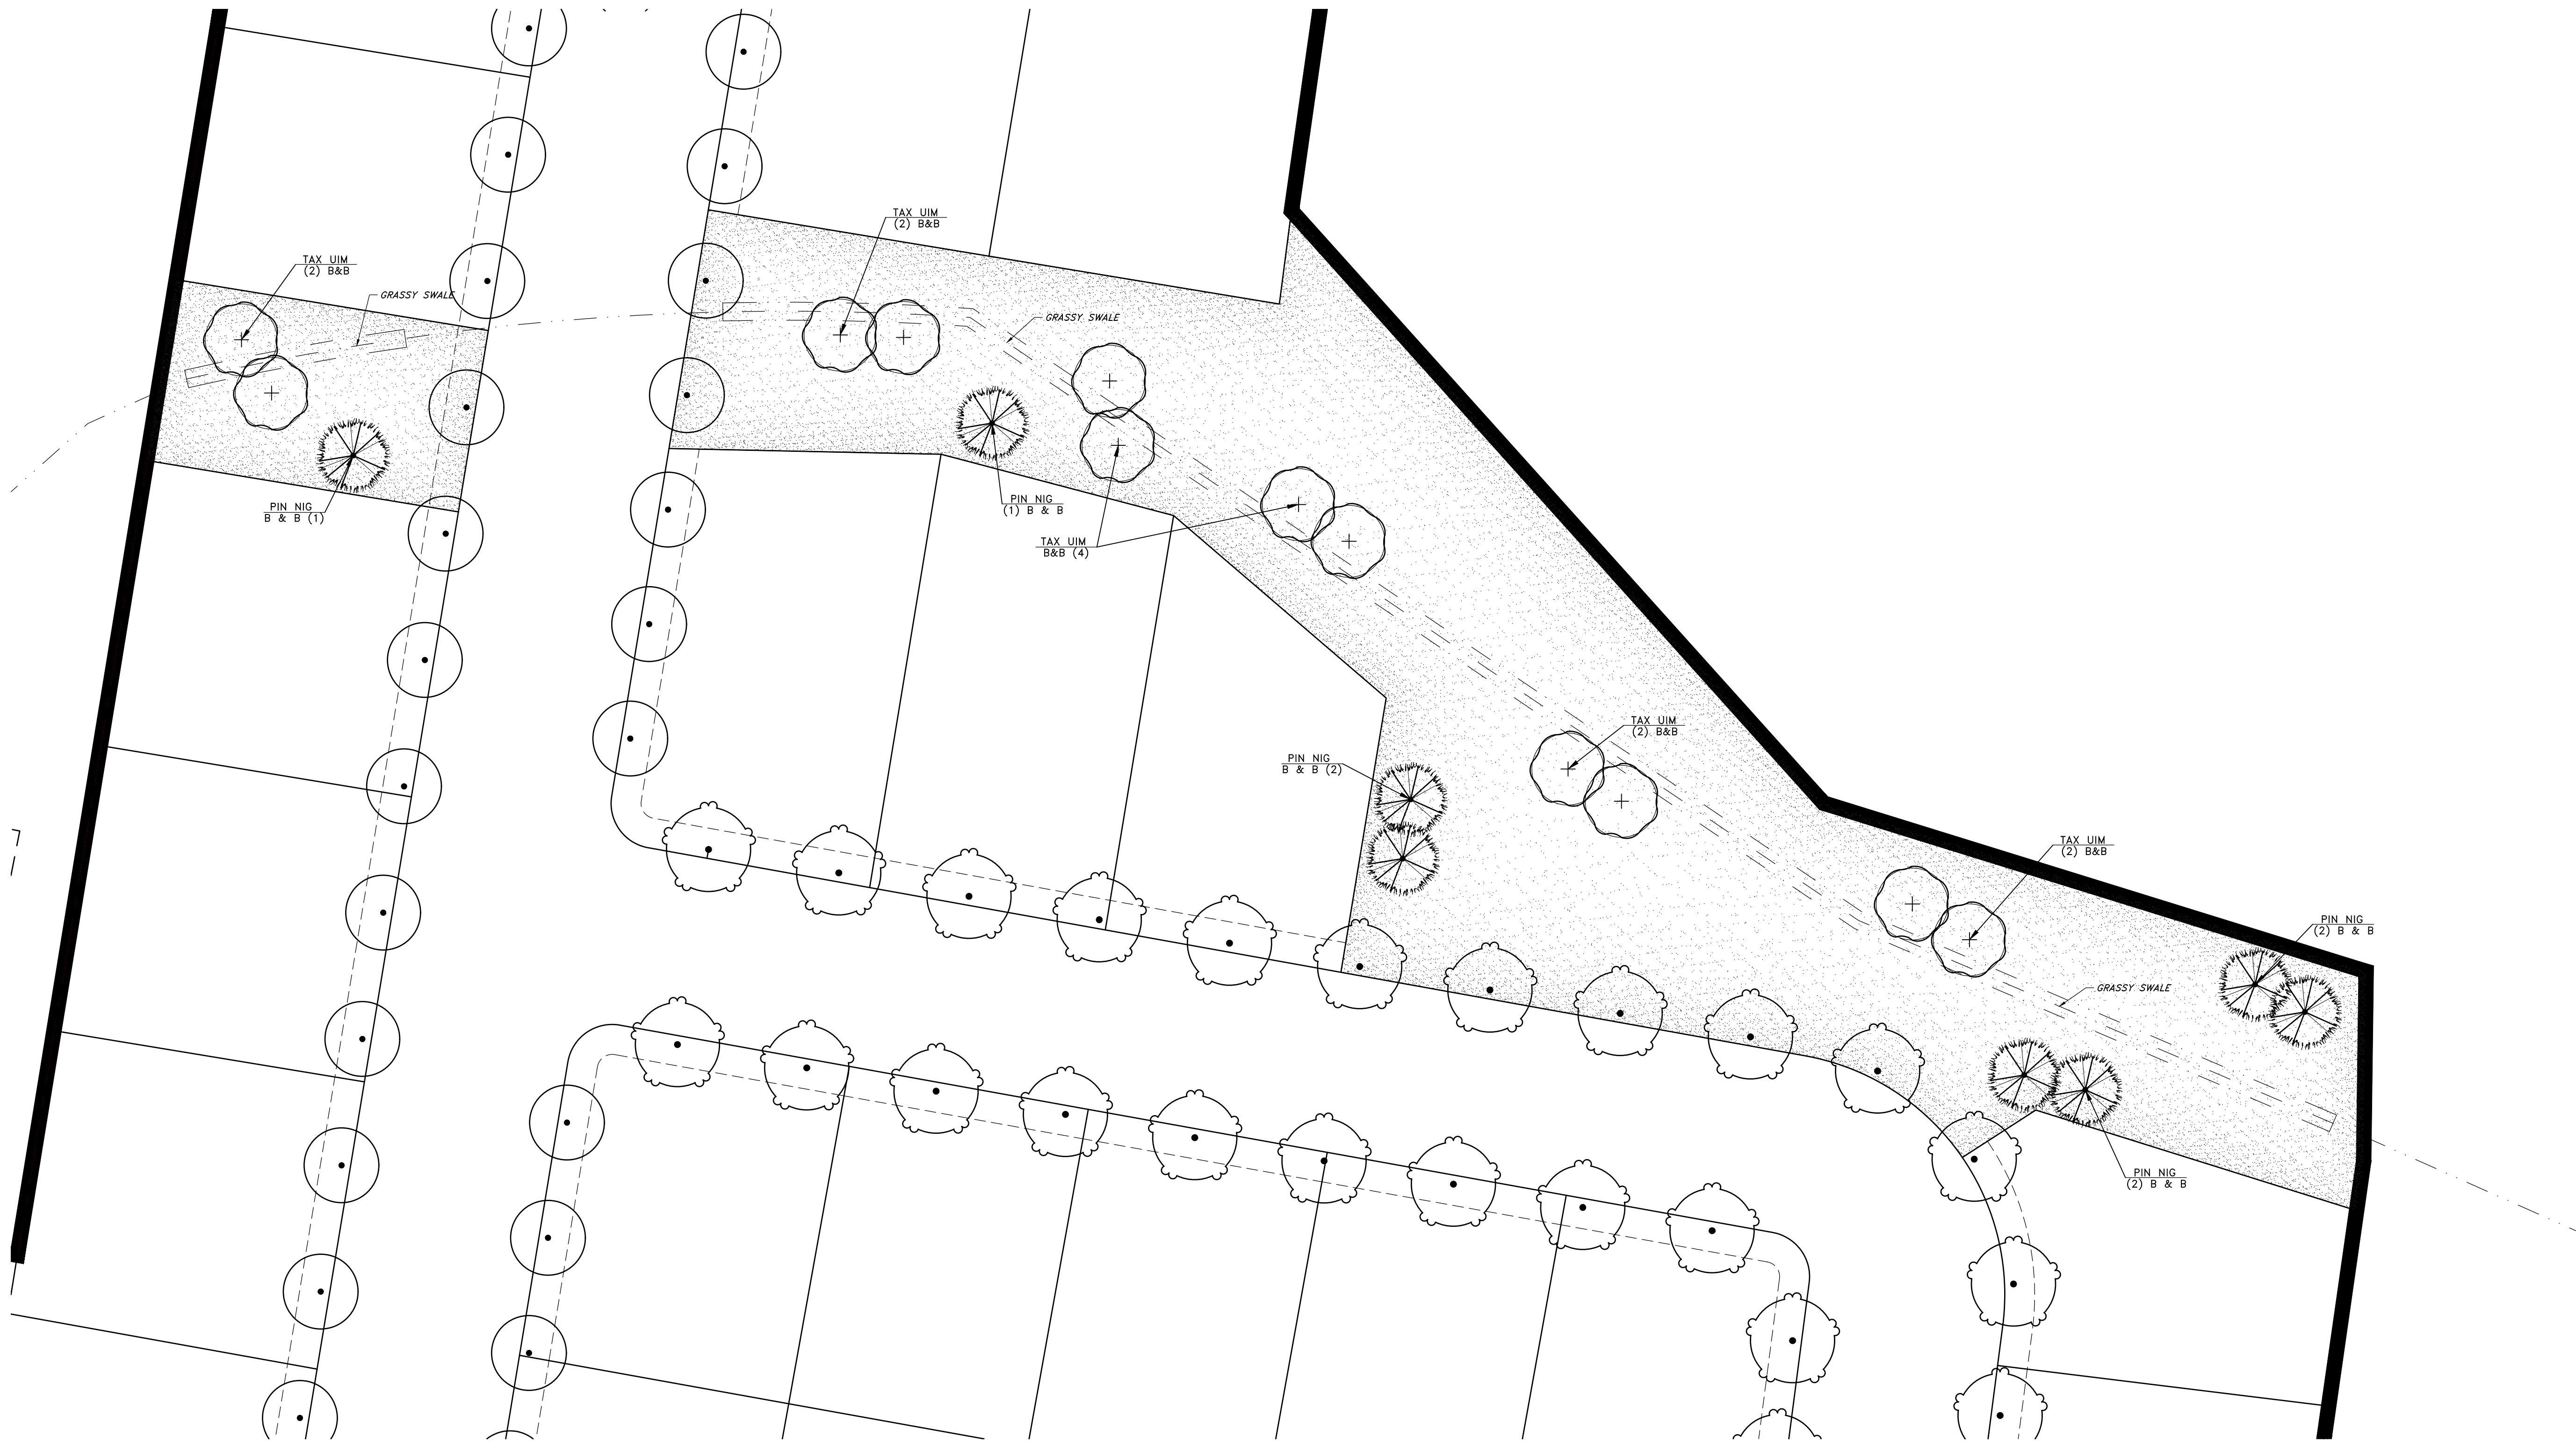 TAX UIM
(2) B&B
TAX UIM
(2) B&B
GRASSY SWALE
GRASSY SWALE
PIN NIG
B & B (1)
PIN NIG
(1) B & B
TAX UIM
B&B (4)
TAX UIM
(2) B&B
PIN NIG
B & B (2)
TAX UIM
(2) B&B
PIN NIG
(2) B & B
GRASSY SWALE
PIN NIG
(2) B & B